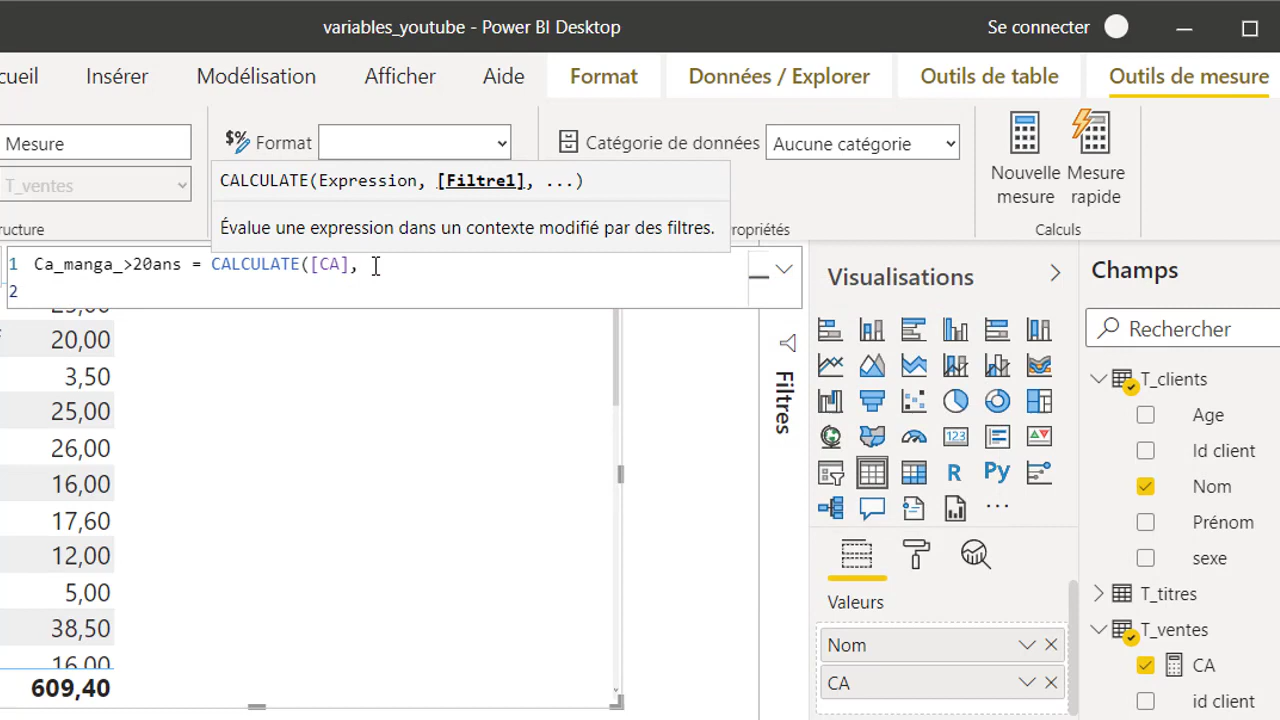 variables_youtube - Power BI Desktop
Se connecter
cueil
Insérer
Modélisation
Afficher
Aide
Format
Données / Explorer
Outils de table
Outils de mesure
Mesure
$%
Format
Catégorie de données
Aucune catégorie
Nouvelle mesure
Mesure rapide
T_ventes
CALCULATE(Expression, [Filtre1], ...)
Évalue une expression dans un contexte modifié par des filtres.
ructure
ropriétés
Calculs
1 Ca_manga_>20ans = CALCULATE([CA],
2
20,00
3,50
25,00
26,00
16,00
17,60
12,00
5,00
38,50
16,00
609,40
Filtres
Visualisations
123
R
Py
Valeurs
Nom
CA
Champs
Rechercher
T_clients
Age
Id client
Nom
Prénom
sexe
T_titres
T_ventes
CA
id client